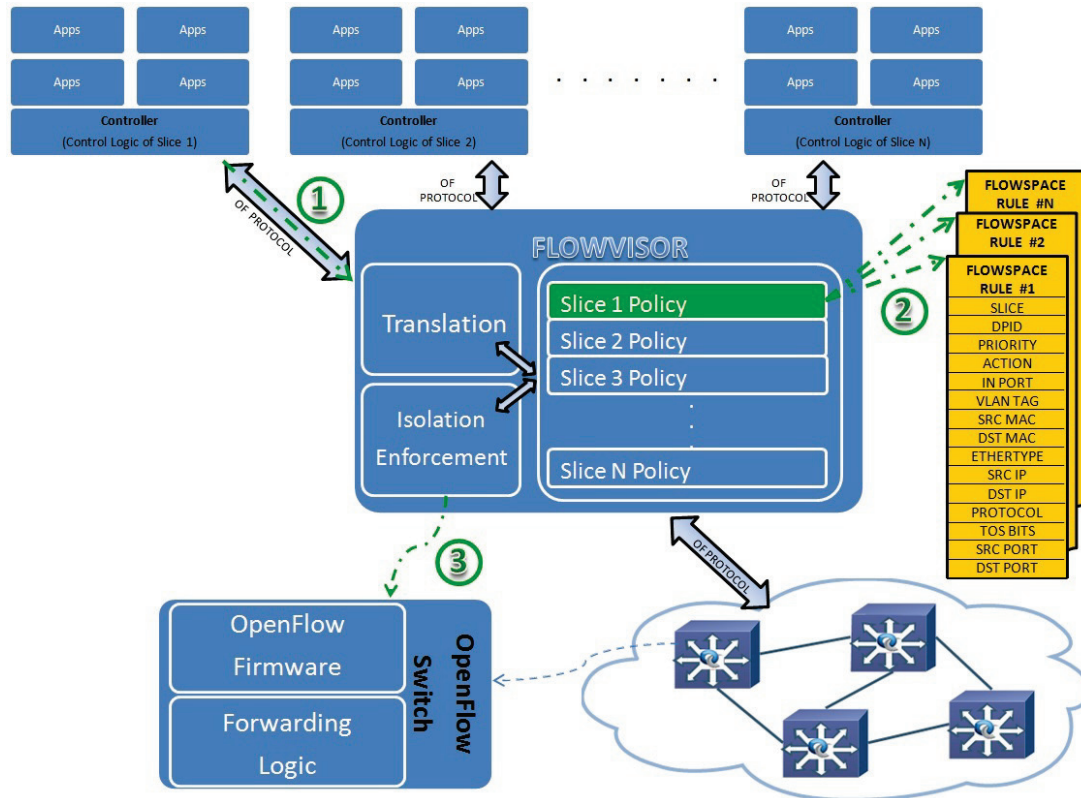 Apps Apps
Apps Apps
Controller
(Control Logic of Slice 1)
Apps Apps
Apps Apps
Controller
(Control Logic of Slice 2)
. . . . . . .
Apps Apps
Apps Apps
Controller
(Control Logic of Slice N)
1
OF PROTOCOL
OF
PROTOCOL
OF
PROTOCOL
FLOWVISOR
Translation
Isolation
Enforcement
Slice 1 Policy
Slice 2 Policy
Slice 3 Policy
Slice N Policy
2
FLOWSPACE
RULE #N
FLOWSPACE
RULE #2
FLOWSPACE
RULE #1
SLICE
DPID
PRIORITY
ACTION
IN PORT
VLAN TAG
SRC MAC
DST MAC
ETHERTYPE
SRC IP
DST IP
PROTOCOL
TOS BITS
SRC PORT
DST PORT
3
OF PROTOCOL
OpenFlow
Firmware
Forwarding
Logic
OpenFlow
Switch